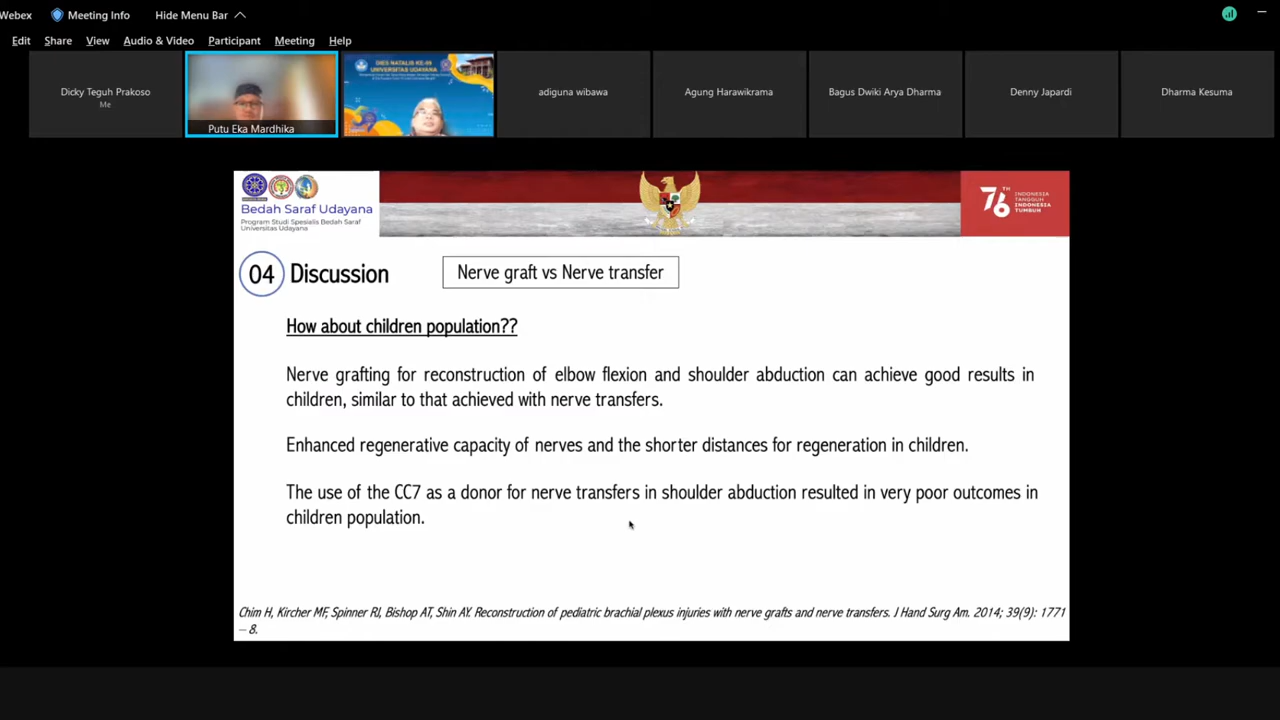 Webex
Meeting Info
Hide Menu Bar
Edit
Share
View
Audio & Video
Participant
Meeting
Help
Dicky Teguh Prakoso
Me
Putu Eka Mardhika
DIES NATALIS KE-59
UNIVERSITAS UDAYANA
adiguna wibawa
Agung Harawikrama
Bagus Dwiki Arya Dharma
Denny Japardi
Dharma Kesuma
Bedah Saraf Udayana
Program Studi Spesialis Bedah Saraf
Universitas Udayana
76
TH
INDONESIA
TANGGUH
INDONESIA
TUMBUH
04 Discussion
Nerve graft vs Nerve transfer
How about children population??
Nerve grafting for reconstruction of elbow flexion and shoulder abduction can achieve good results in
children, similar to that achieved with nerve transfers.
Enhanced regenerative capacity of nerves and the shorter distances for regeneration in children.
The use of the CC7 as a donor for nerve transfers in shoulder abduction resulted in very poor outcomes in
children population.
Chim H, Kircher MF, Spinner RJ, Bishop AT, Shin AY. Reconstruction of pediatric brachial plexus injuries with nerve grafts and nerve transfers. J Hand Surg Am. 2014; 39(9): 1771
– 8.